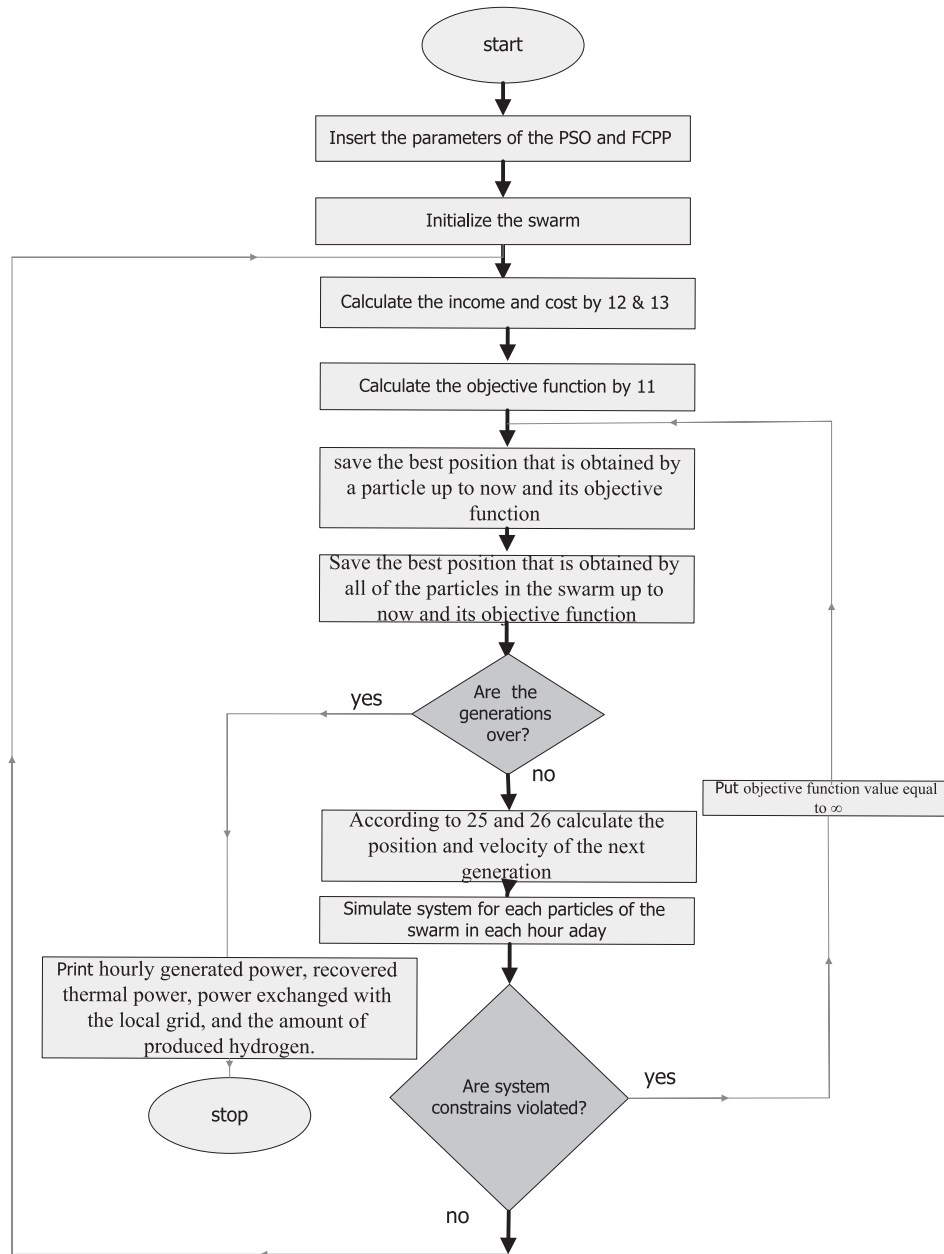 start
Insert the parameters of the PSO and FCPP
Initialize the swarm
Calculate the income and cost by 12 & 13
Calculate the objective function by 11
save the best position that is obtained by
a particle up to now and its objective
function
Save the best position that is obtained by
all of the particles in the swarm up to
now and its objective function
Are the
generations
over?
yes
no
According to 25 and 26 calculate the
position and velocity of the next
generation
Simulate system for each particles of the
swarm in each hour aday
Put objective function value equal
to ∞
Print hourly generated power, recovered
thermal power, power exchanged with
the local grid, and the amount of
produced hydrogen.
stop
Are system
constrains violated?
yes
no